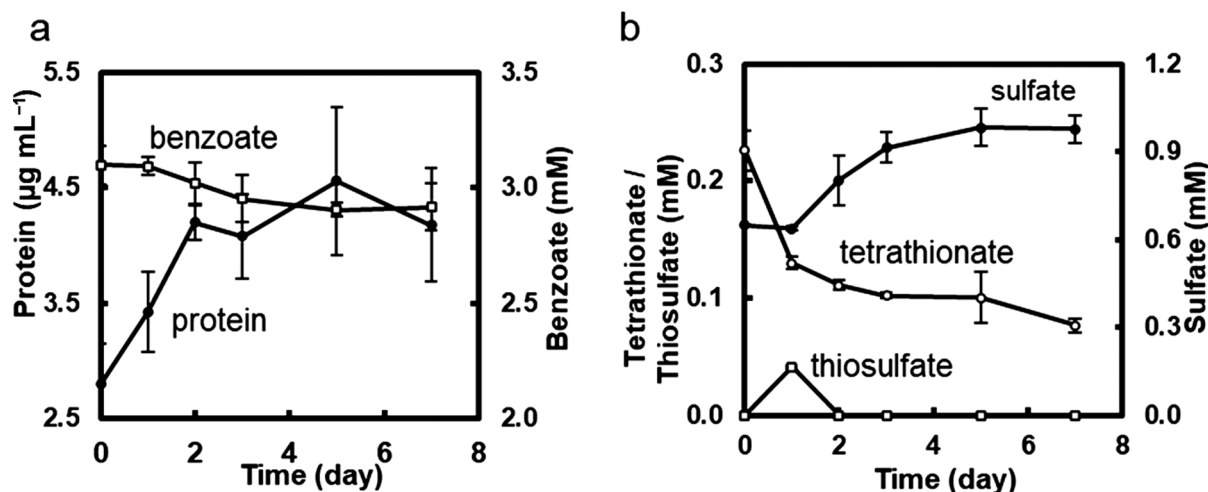 a
5.5
4.5
3.5
2.5
Protein (µg mL⁻¹)
benzoate
protein
3.5
3.0
2.5
2.0
Benzoate (mM)
0 2 4 6 8
Time (day)
b
0.3
0.2
0.1
0.0
Tetrathionate /
Thiosulfate (mM)
sulfate
tetrathionate
thiosulfate
1.2
0.9
0.6
0.3
0.0
Sulfate (mM)
0 2 4 6 8
Time (day)